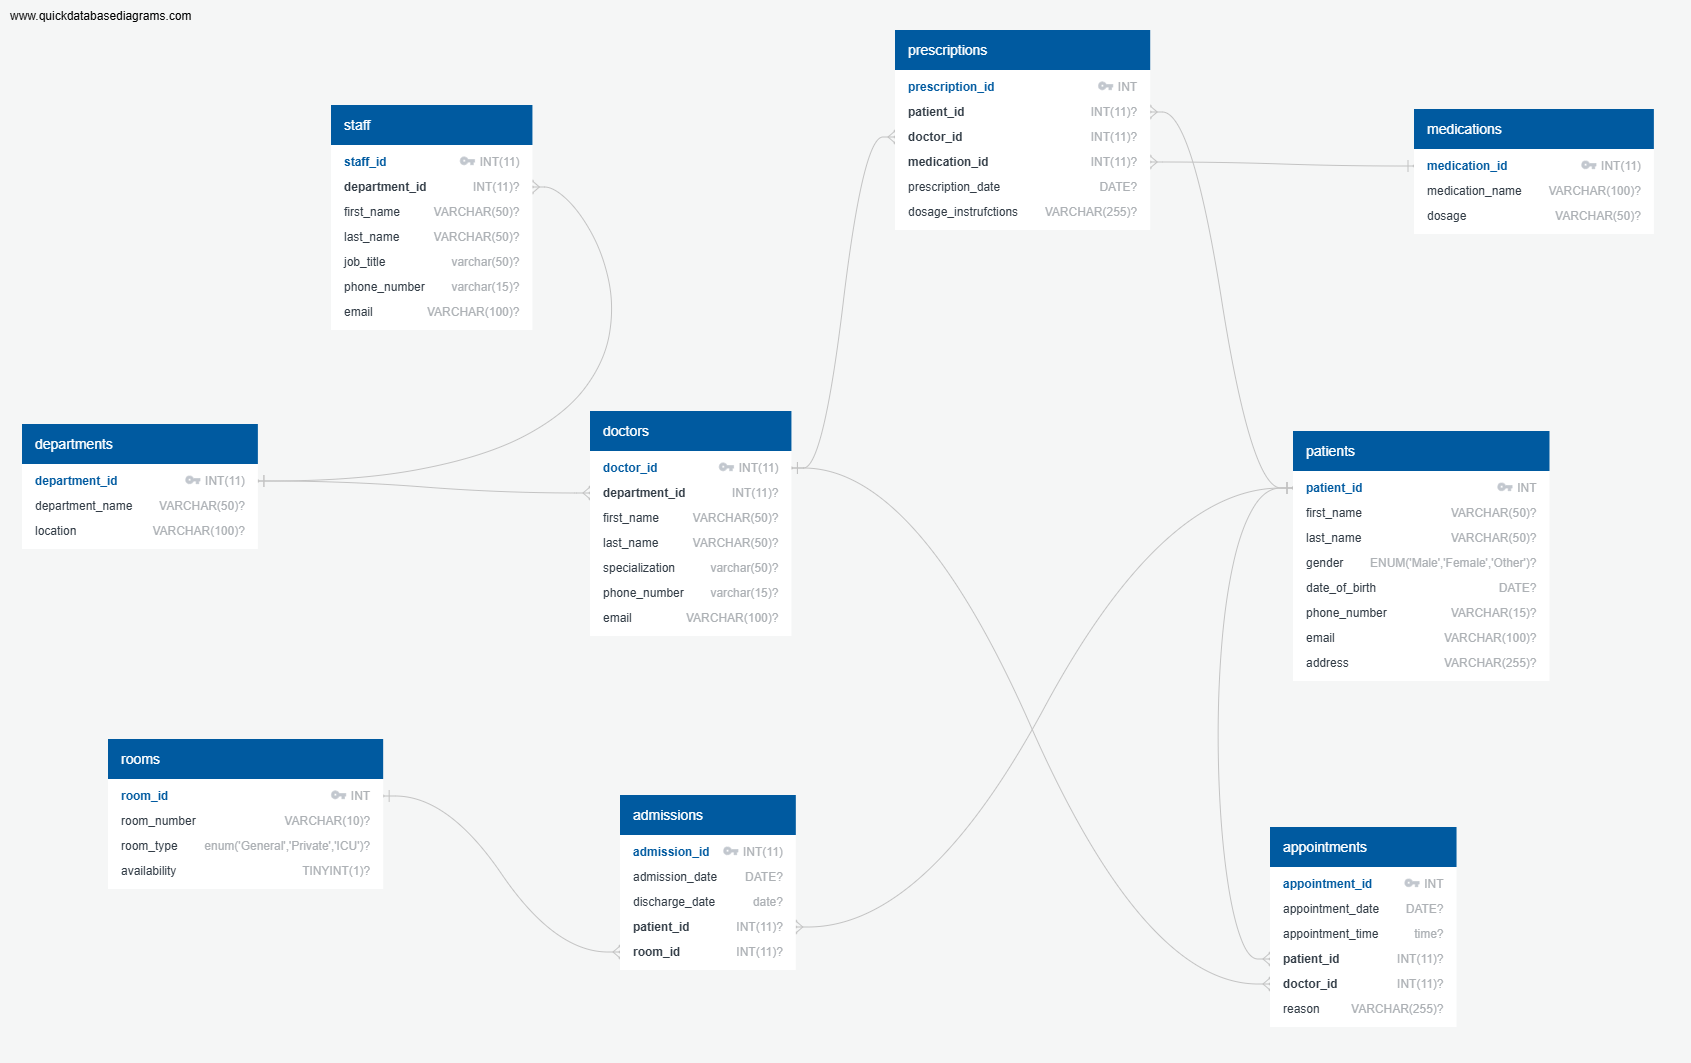 www.quickdatabasediagrams.com
prescriptions
prescription_id INT
patient_id INT(11)?
doctor_id INT(11)?
medication_id INT(11)?
prescription_date DATE?
dosage_instrufctions VARCHAR(255)?
staff
staff_id INT(11)
department_id INT(11)?
first_name VARCHAR(50)?
last_name VARCHAR(50)?
job_title varchar(50)?
phone_number varchar(15)?
email VARCHAR(100)?
medications
medication_id INT(11)
medication_name VARCHAR(100)?
dosage VARCHAR(50)?
departments
department_id INT(11)
department_name VARCHAR(50)?
location VARCHAR(100)?
doctors
doctor_id INT(11)
department_id INT(11)?
first_name VARCHAR(50)?
last_name VARCHAR(50)?
specialization varchar(50)?
phone_number varchar(15)?
email VARCHAR(100)?
patients
patient_id INT
first_name VARCHAR(50)?
last_name VARCHAR(50)?
gender ENUM('Male','Female','Other')?
date_of_birth DATE?
phone_number VARCHAR(15)?
email VARCHAR(100)?
address VARCHAR(255)?
rooms
room_id INT
room_number VARCHAR(10)?
room_type enum('General','Private','ICU')?
availability TINYINT(1)?
admissions
admission_id INT(11)
admission_date DATE?
discharge_date date?
patient_id INT(11)?
room_id INT(11)?
appointments
appointment_id INT
appointment_date DATE?
appointment_time time?
patient_id INT(11)?
doctor_id INT(11)?
reason VARCHAR(255)?